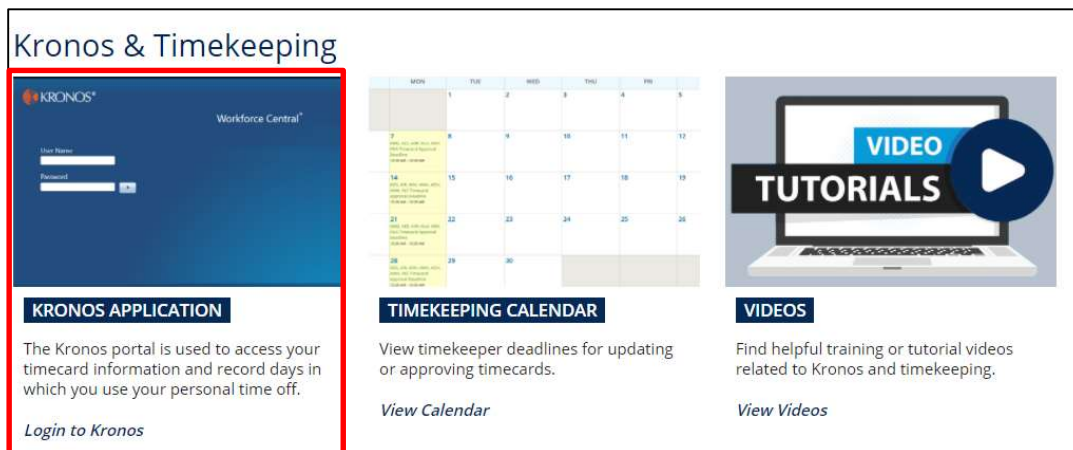 Kronos & Timekeeping
KRONOS®
Workforce Central®
User Name
Password
MON TUE WED THU FRI
1 2 3 4 5
7 8 9 10 11 12
14 15 16 17 18 19
21 22 23 24 25 26
28 29 30
VIDEO
TUTORIALS
KRONOS APPLICATION
The Kronos portal is used to access your
timecard information and record days in
which you use your personal time off.
Login to Kronos
TIMEKEEPING CALENDAR
View timekeeper deadlines for updating
or approving timecards.
View Calendar
VIDEOS
Find helpful training or tutorial videos
related to Kronos and timekeeping.
View Videos